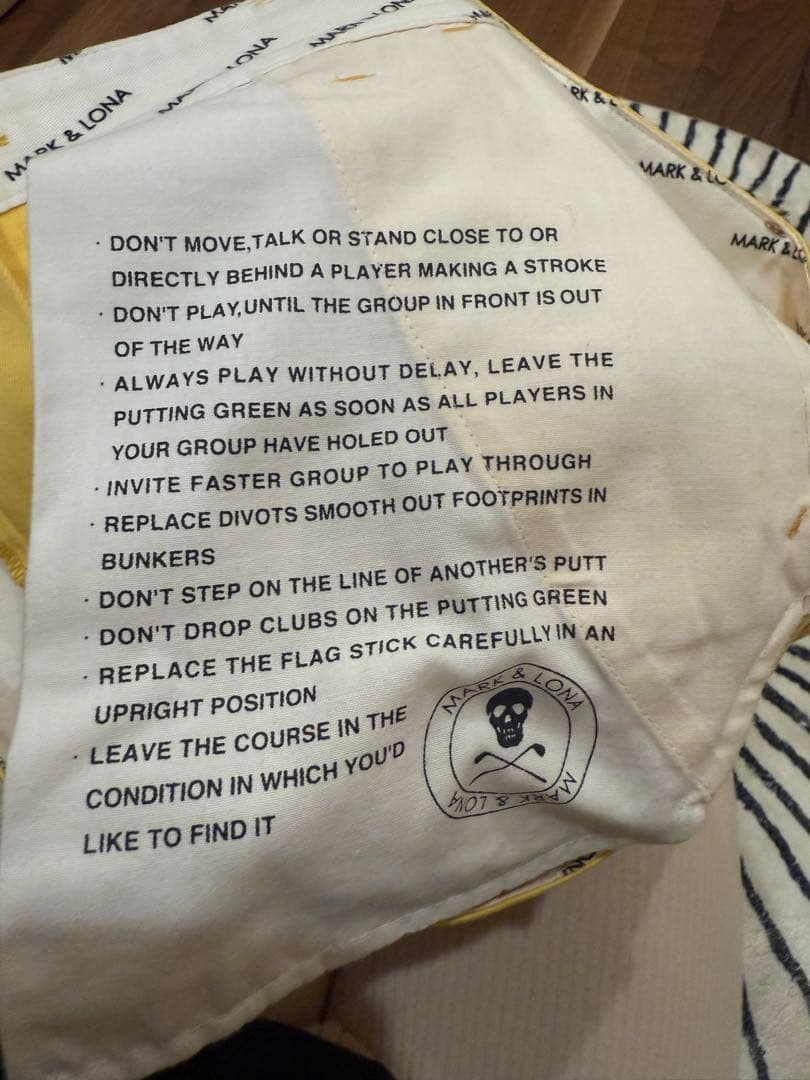 MARK & LONA
MARK & LONA
MARK & LONA
MARK &
MARK & LONA
· DON'T MOVE,TALK OR STAND CLOSE TO OR
DIRECTLY BEHIND A PLAYER MAKING A STROKE
· DON'T PLAY,UNTIL THE GROUP IN FRONT IS OUT
OF THE WAY
· ALWAYS PLAY WITHOUT DELAY, LEAVE THE
PUTTING GREEN AS SOON AS ALL PLAYERS IN
YOUR GROUP HAVE HOLED OUT
· INVITE FASTER GROUP TO PLAY THROUGH
· REPLACE DIVOTS SMOOTH OUT FOOTPRINTS IN
BUNKERS
· DON'T STEP ON THE LINE OF ANOTHER'S PUTT
· DON'T DROP CLUBS ON THE PUTTING GREEN
· REPLACE THE FLAG STICK CAREFULLY IN AN
UPRIGHT POSITION
· LEAVE THE COURSE IN THE
CONDITION IN WHICH YOU'D
LIKE TO FIND IT
MARK & LONA
MARK & LONA